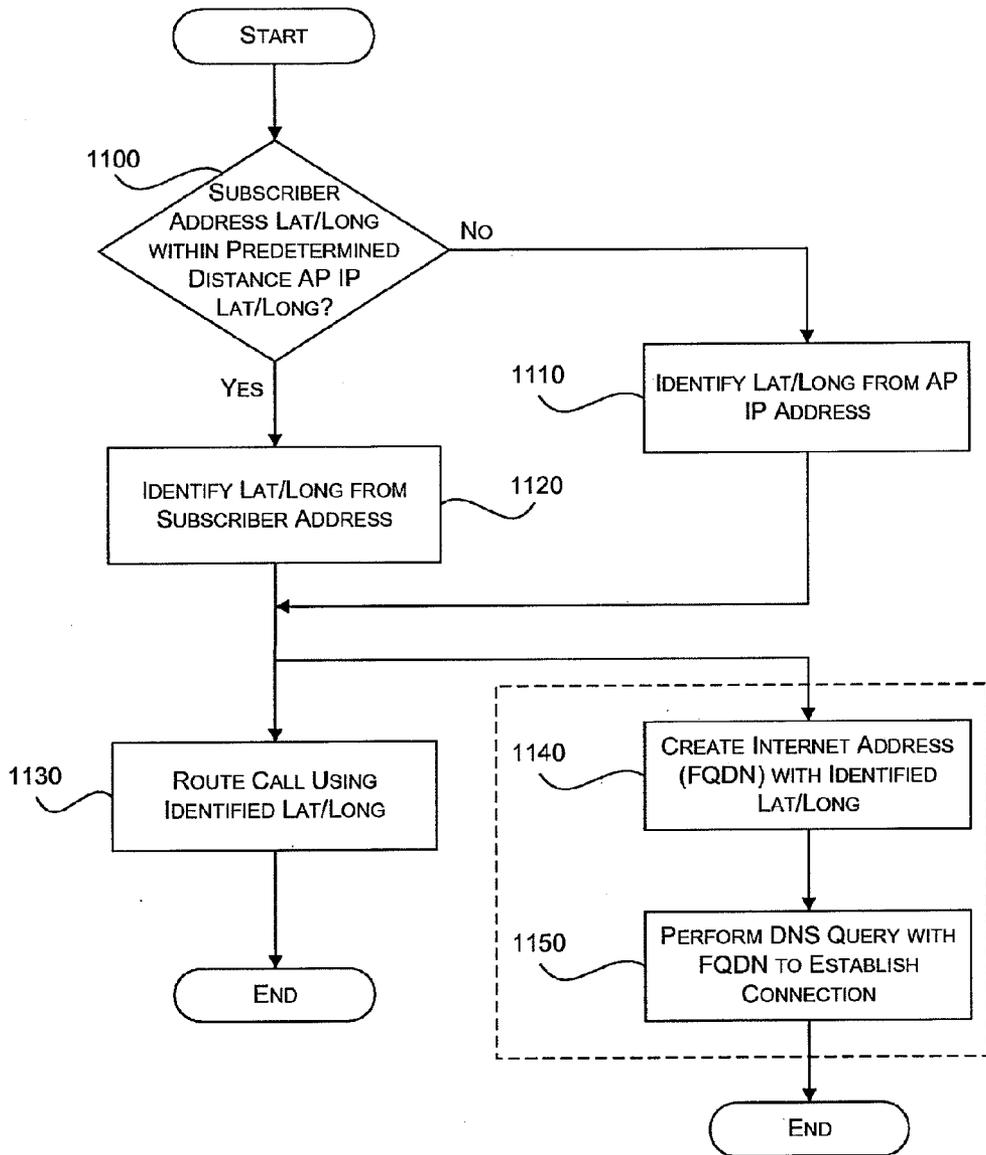 START
1100
SUBSCRIBER
ADDRESS LAT/LONG
WITHIN PREDETERMINED
DISTANCE AP IP
LAT/LONG?
NO
YES
1110
IDENTIFY LAT/LONG FROM AP
IP ADDRESS
IDENTIFY LAT/LONG FROM
SUBSCRIBER ADDRESS
1120
1130
ROUTE CALL USING
IDENTIFIED LAT/LONG
END
1140
CREATE INTERNET ADDRESS
(FQDN) WITH IDENTIFIED
LAT/LONG
1150
PERFORM DNS QUERY WITH
FQDN TO ESTABLISH
CONNECTION
END